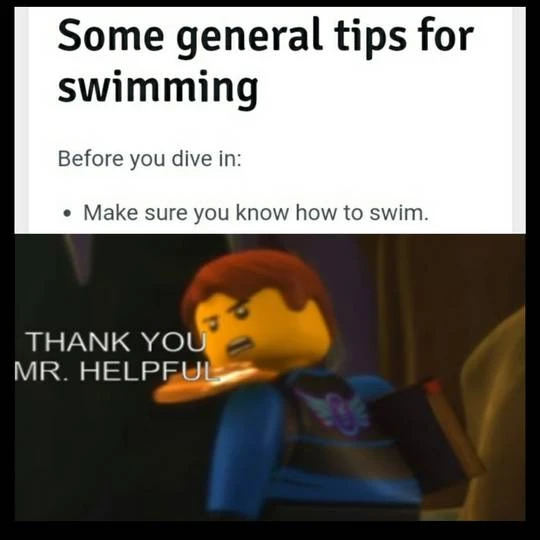 Some general tips for
swimming
Before you dive in:
• Make sure you know how to swim.
THANK YOU
MR. HELPFUL